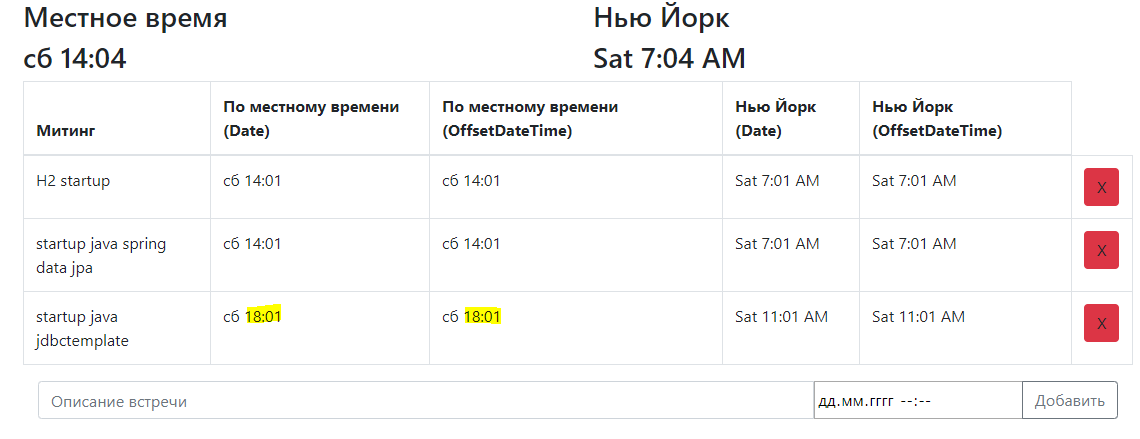 Местное время
Нью Йорк
сб 14:04
Sat 7:04 AM
Митинг
По местному времени
(Date)
По местному времени
(OffsetDateTime)
Нью Йорк
(Date)
Нью Йорк
(OffsetDateTime)
H2 startup
сб 14:01
сб 14:01
Sat 7:01 AM
Sat 7:01 AM
X
startup java spring
data jpa
сб 14:01
сб 14:01
Sat 7:01 AM
Sat 7:01 AM
X
startup java
jdbctemplate
сб 18:01
сб 18:01
Sat 11:01 AM
Sat 11:01 AM
X
Описание встречи
дд.мм.гггг --:--
Добавить